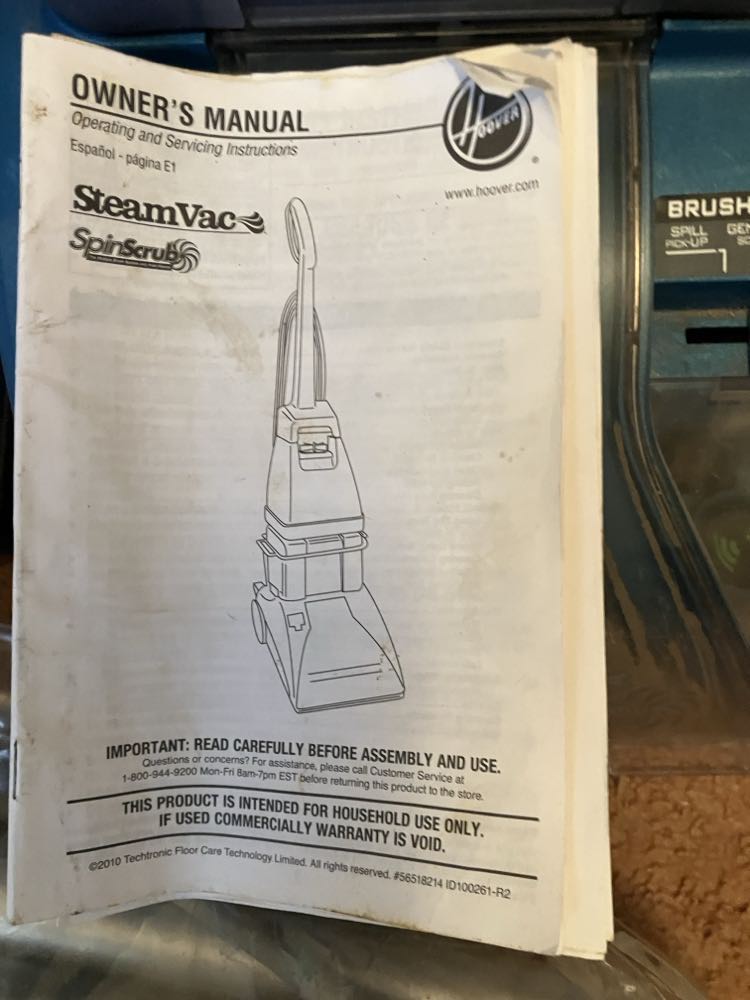 OWNER'S MANUAL
Operating and Servicing Instructions
Español - página E1
HOOVER
®
www.hoover.com
SteamVac
SpinScrub
IMPORTANT: READ CAREFULLY BEFORE ASSEMBLY AND USE.
Questions or concerns? For assistance, please call Customer Service at
1-800-944-9200 Mon-Fri 8am-7pm EST before returning this product to the store.
THIS PRODUCT IS INTENDED FOR HOUSEHOLD USE ONLY.
IF USED COMMERCIALLY WARRANTY IS VOID.
©2010 Techtronic Floor Care Technology Limited. All rights reserved. #56518214 ID100261-R2
BRUSH
SPILL
PICK-UP